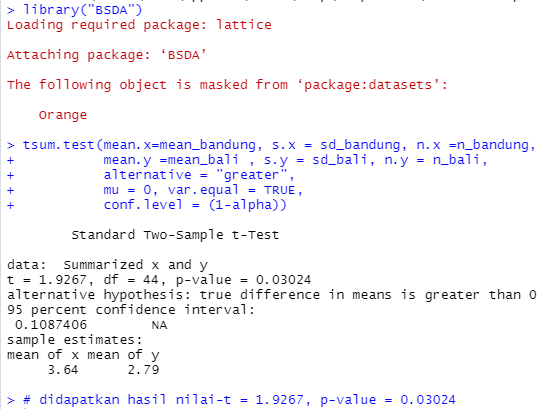 > library("BSDA")
Loading required package: lattice
Attaching package: ‘BSDA’
The following object is masked from ‘package:datasets’:
Orange
> tsum.test(mean.x=mean_bandung, s.x = sd_bandung, n.x =n_bandung,
+ mean.y =mean_bali , s.y = sd_bali, n.y = n_bali,
+ alternative = "greater",
+ mu = 0, var.equal = TRUE,
+ conf.level = (1-alpha))
Standard Two-Sample t-Test
data:  Summarized x and y
t = 1.9267, df = 44, p-value = 0.03024
alternative hypothesis: true difference in means is greater than 0
95 percent confidence interval:
0.1087406 NA
sample estimates:
mean of x mean of y
3.64 2.79
> # didapatkan hasil nilai-t = 1.9267, p-value = 0.03024